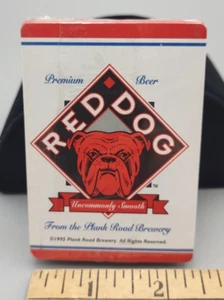 Premium Beer
RED DOG
TM
Uncommonly Smooth
From the Plank Road Brewery
©1995 Plank Road Brewery. All Rights Reserved.
1
2